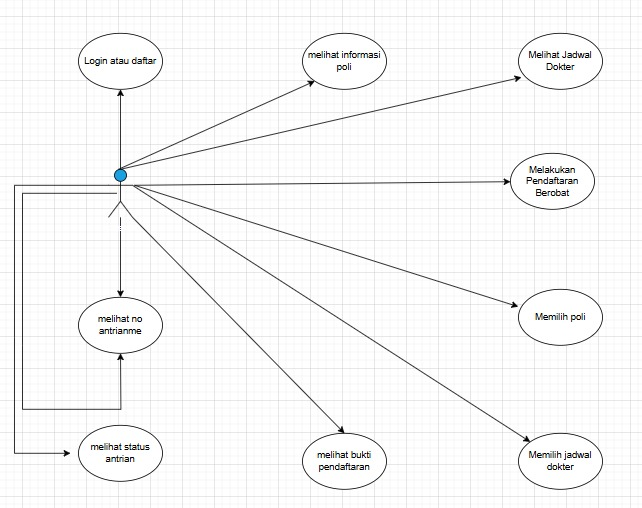 Login atau daftar
melihat informasi
poli
Melihat Jadwal
Dokter
Melakukan
Pendaftaran
Berobat
melihat no
antrianme
Memilih poli
melihat status
antrian
melihat bukti
pendaftaran
Memilih jadwal
dokter